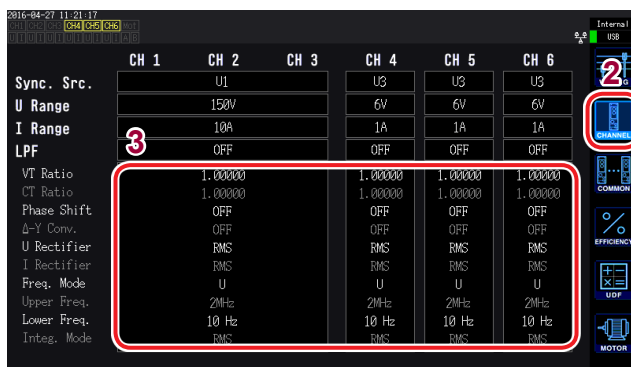 2016-04-27 11:21:17
CH1 CH2 CH3 CH4 CH5 CH6 Mot
U I U I U I U I U I U I A B
Internal
USB
CH 1 CH 2 CH 3 CH 4 CH 5 CH 6
2
Sync. Src. U1 U3 U3 U3
U Range 150V 6V 6V 6V
I Range 10A 1A 1A 1A
CHANNEL
LPF OFF OFF OFF OFF
3
VT Ratio 1.00000 1.00000 1.00000 1.00000
CT Ratio 1.00000 1.00000 1.00000 1.00000
COMMON
Phase Shift OFF OFF OFF OFF
Δ-Y Conv. OFF OFF OFF OFF
U Rectifier RMS RMS RMS RMS
EFFICIENCY
I Rectifier RMS RMS RMS RMS
Freq. Mode U U U U
Upper Freq. 2MHz 2MHz 2MHz 2MHz
UDF
Lower Freq. 10 Hz 10 Hz 10 Hz 10 Hz
Integ. Mode RMS RMS RMS RMS
MOTOR